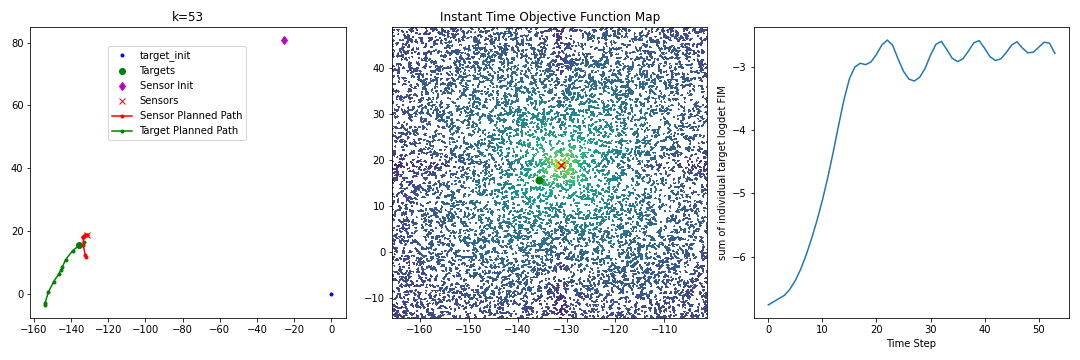 k=53
80
60
40
20
0
−160 −140 −120 −100 −80 −60 −40 −20 0
target_init
Targets
Sensor Init
Sensors
Sensor Planned Path
Target Planned Path
Instant Time Objective Function Map
40
30
20
10
0
−10
−160 −150 −140 −130 −120 −110
sum of individual target logdet FIM
−3
−4
−5
−6
0 10 20 30 40 50
Time Step